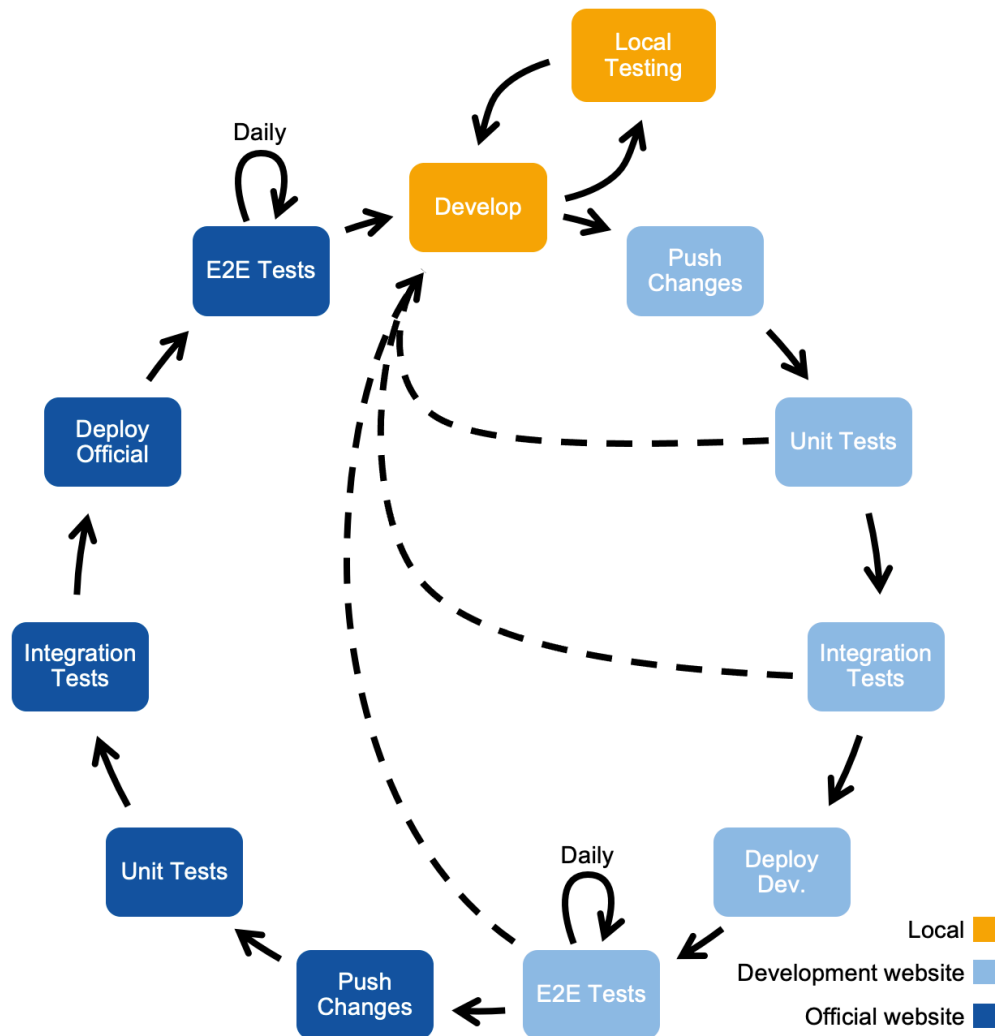 Local
Testing
Daily
Develop
Push
Changes
E2E Tests
Deploy
Official
Unit Tests
Integration
Tests
Integration
Tests
Unit Tests
Daily
Deploy
Dev.
Local
Push
Changes
E2E Tests
Development website
Official website